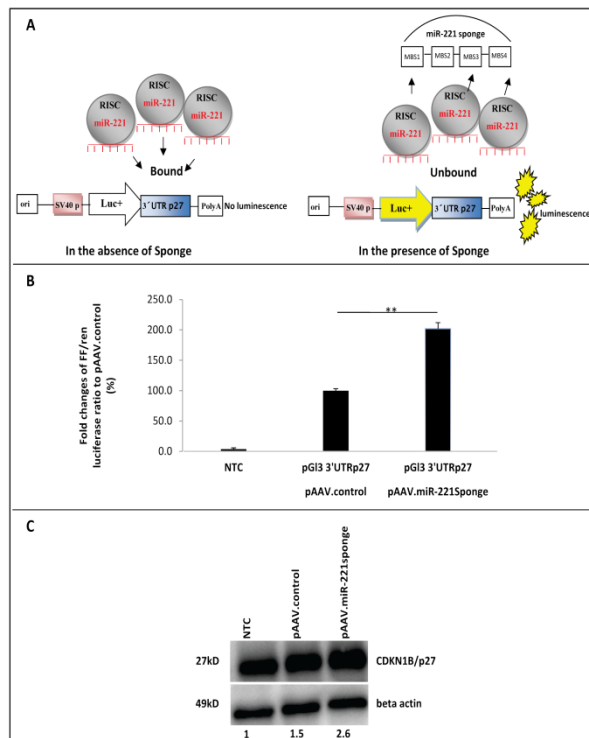 A
miR-221 sponge
MBS1 MBS2 MBS3 MBS4
RISC
miR-221
RISC
miR-221
RISC
miR-221
Bound
ori SV40 p Luc+ 3´UTR p27 PolyA No luminescence
In the absence of Sponge
RISC
miR-221
RISC
miR-221
RISC
miR-221
Unbound
ori SV40 p Luc+ 3´UTR p27 PolyA luminescence
In the presence of Sponge
B
Fold changes of FF/ren
luciferase ratio to pAAV.control
(%)
250.0
200.0
150.0
100.0
50.0
0.0
**
NTC
pGl3 3'UTRp27
pAAV.control
pGl3 3'UTRp27
pAAV.miR-221Sponge
C
NTC
pAAV.control
pAAV.miR-221sponge
27kD CDKN1B/p27
49kD beta actin
1 1.5 2.6